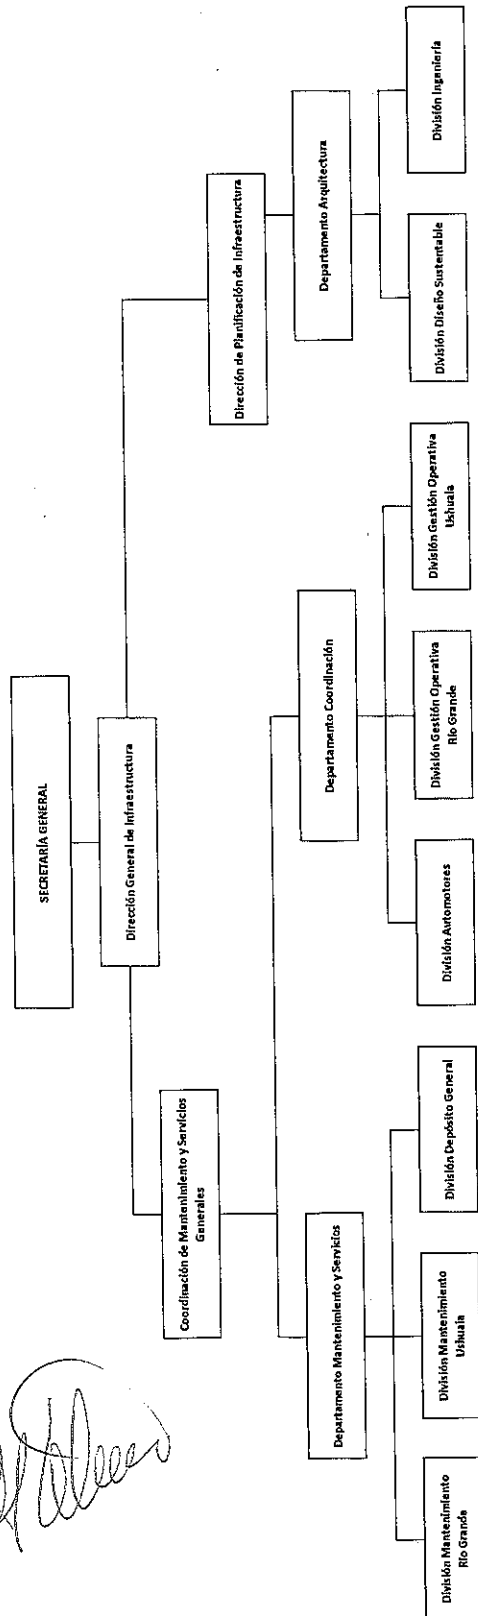 SECRETARÍA GENERAL
Dirección General de Infraestructura
Coordinación de Mantenimiento y Servicios
Generales
Dirección de Planificación de Infraestructura
Departamento Mantenimiento y Servicios
Departamento Coordinación
Departamento Arquitectura
División Mantenimiento
Río Grande
División Mantenimiento
Ushuaia
División Depósito General
División Automotores
División Gestión Operativa
Río Grande
División Gestión Operativa
Ushuaia
División Diseño Sustentable
División Ingeniería